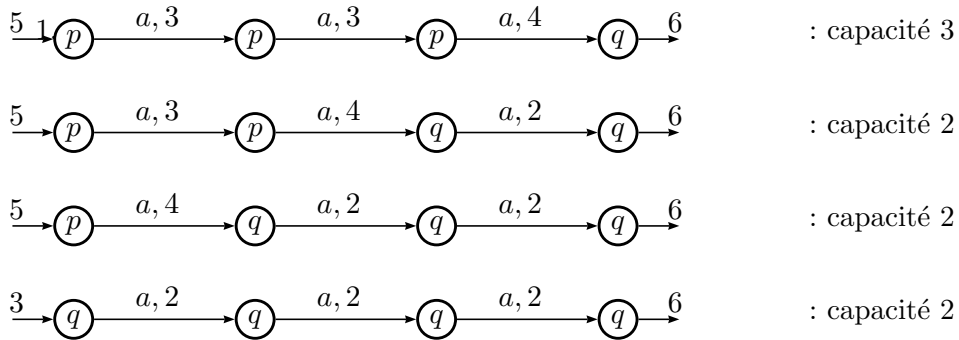 5 1 p a, 3 p a, 3 p a, 4 q 6 : capacité 3
5 p a, 3 p a, 4 q a, 2 q 6 : capacité 2
5 p a, 4 q a, 2 q a, 2 q 6 : capacité 2
3 q a, 2 q a, 2 q a, 2 q 6 : capacité 2